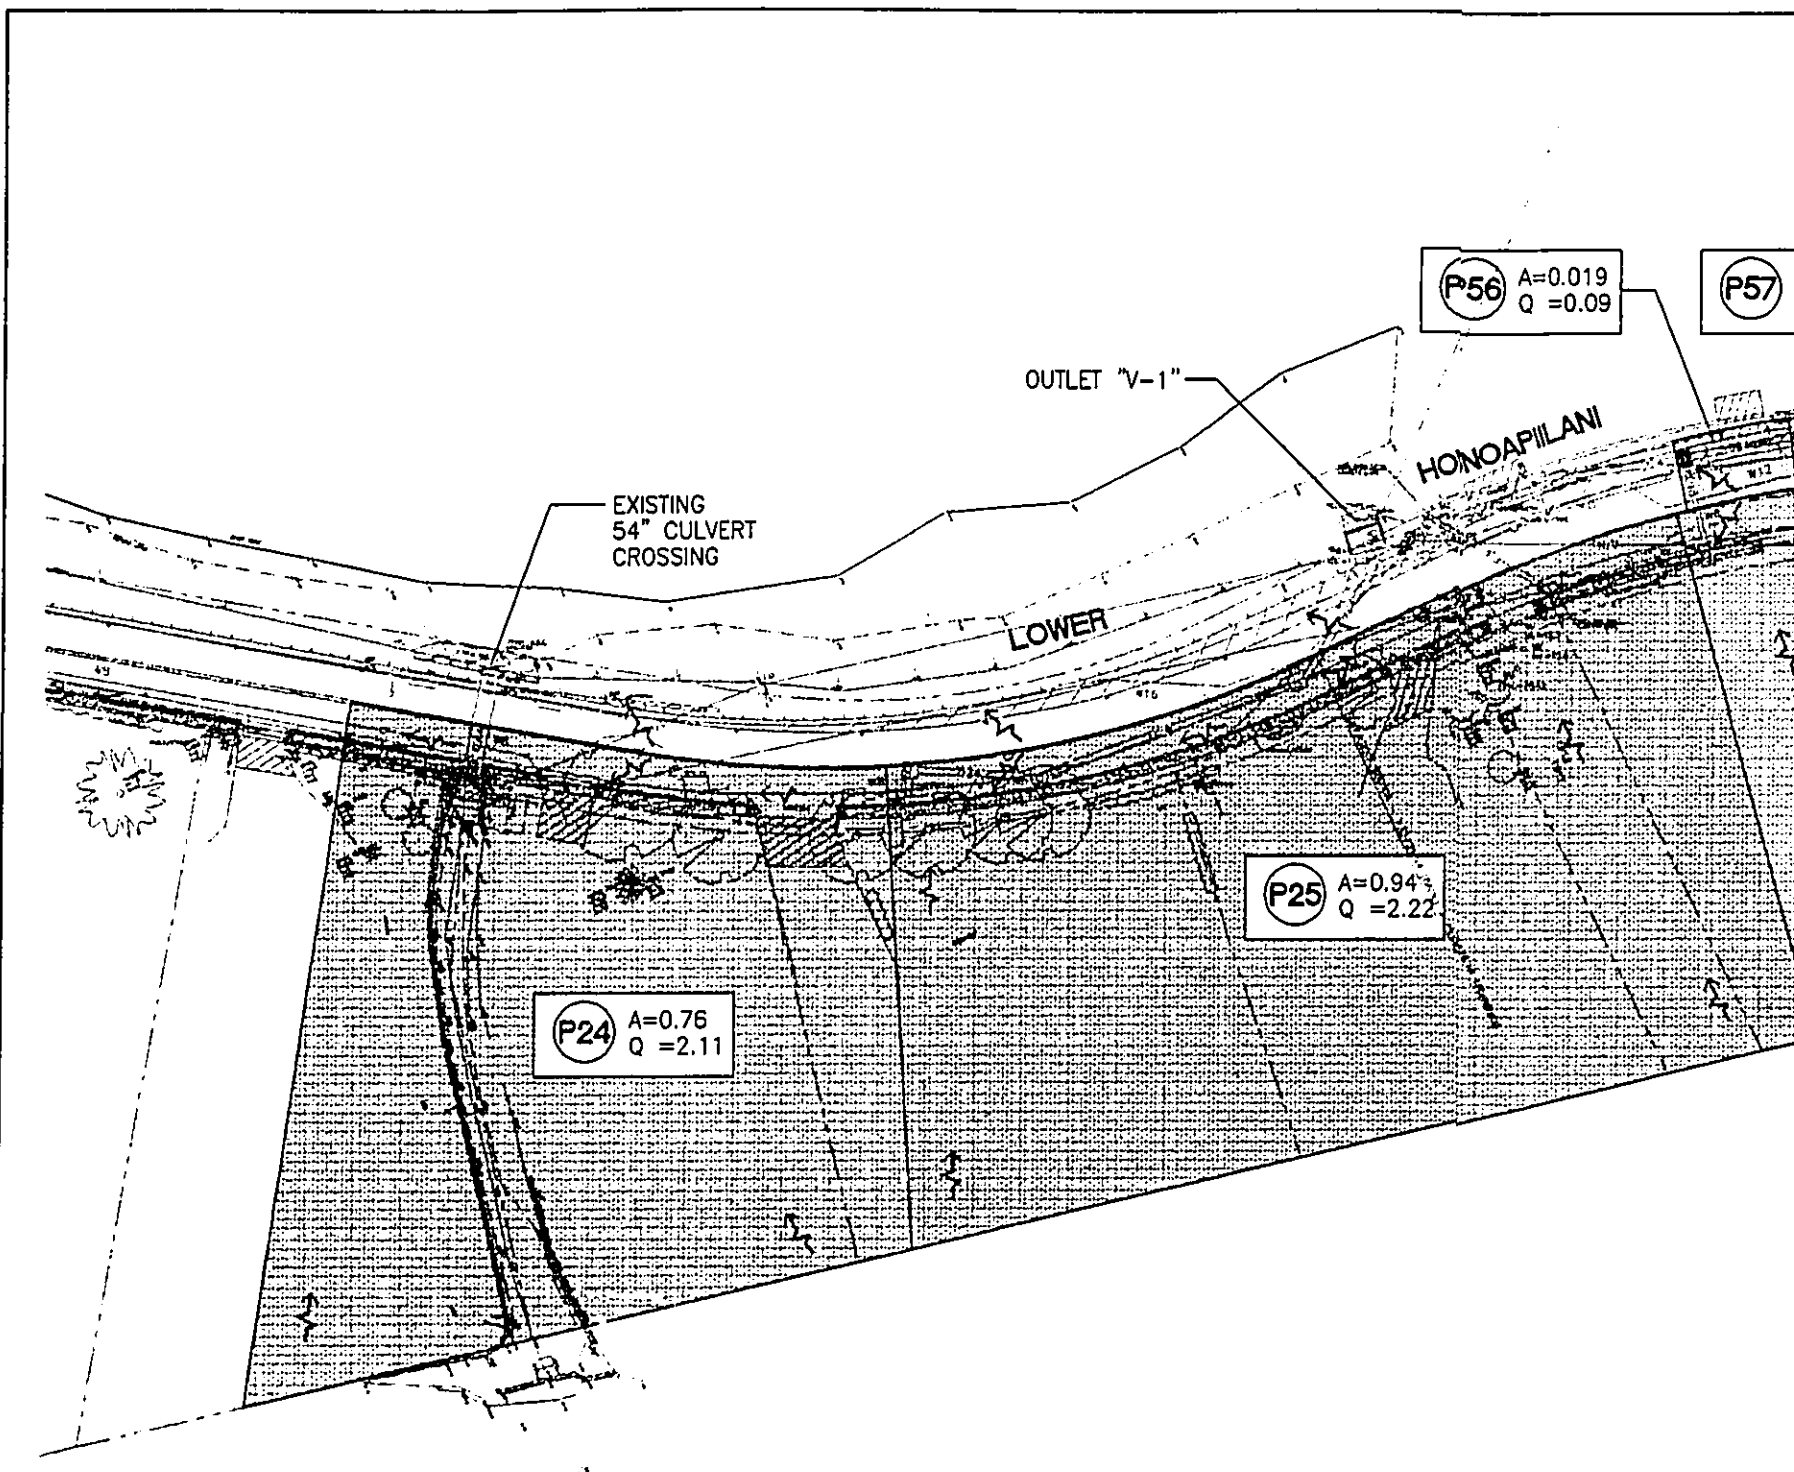 P56 A=0.019
Q =0.09
P57
OUTLET "V-1"
HONOAPIILANI
EXISTING
54" CULVERT
CROSSING
LOWER
P25 A=0.94
Q =2.22
P24 A=0.76
Q =2.11